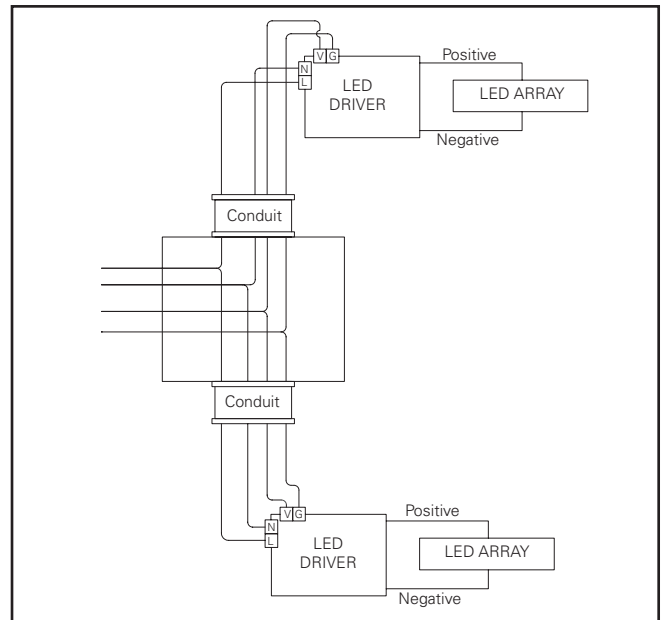 V G
Positive
N
L
LED
DRIVER
LED ARRAY
Negative
Conduit
Conduit
V G
Positive
N
L
LED
DRIVER
LED ARRAY
Negative